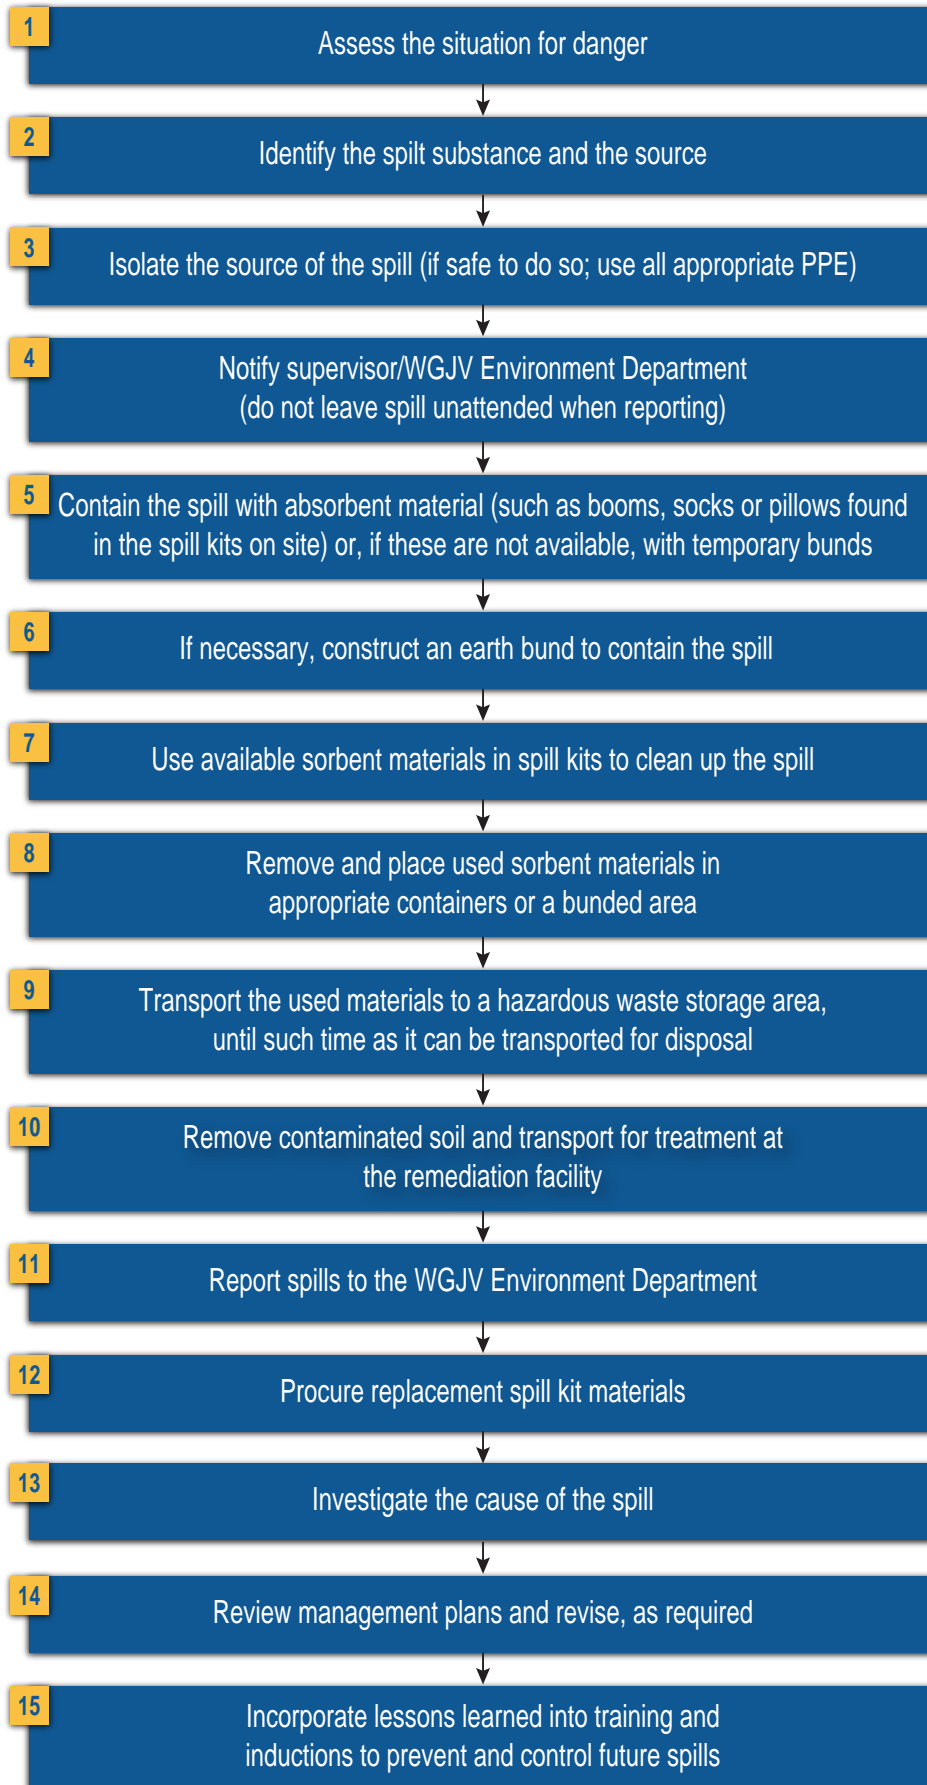 1
Assess the situation for danger
2
Identify the spilt substance and the source
3
Isolate the source of the spill (if safe to do so; use all appropriate PPE)
4
Notify supervisor/WGJV Environment Department
(do not leave spill unattended when reporting)
5
Contain the spill with absorbent material (such as booms, socks or pillows found
in the spill kits on site) or, if these are not available, with temporary bunds
6
If necessary, construct an earth bund to contain the spill
7
Use available sorbent materials in spill kits to clean up the spill
8
Remove and place used sorbent materials in
appropriate containers or a bunded area
9
Transport the used materials to a hazardous waste storage area,
until such time as it can be transported for disposal
10
Remove contaminated soil and transport for treatment at
the remediation facility
11
Report spills to the WGJV Environment Department
12
Procure replacement spill kit materials
13
Investigate the cause of the spill
14
Review management plans and revise, as required
15
Incorporate lessons learned into training and
inductions to prevent and control future spills